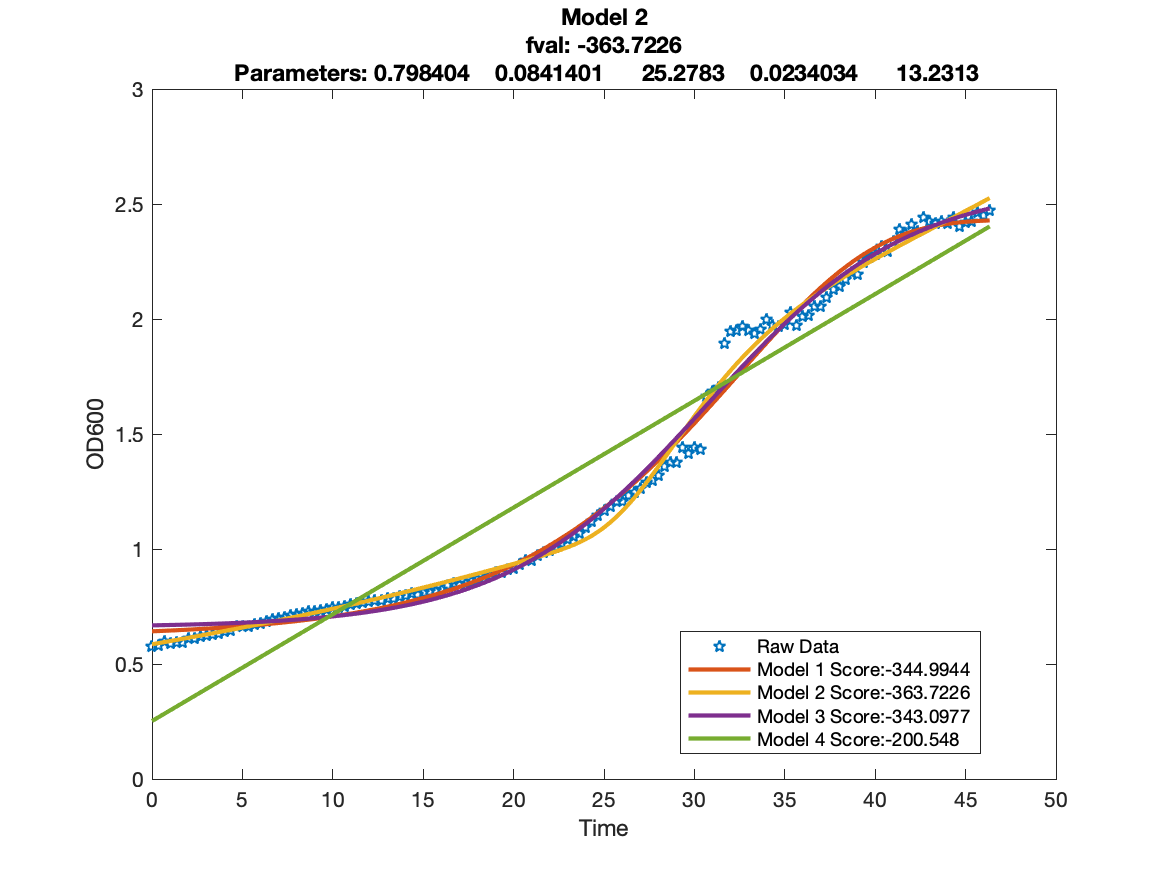 Model 2
fval: -363.7226
Parameters: 0.798404 0.0841401 25.2783 0.0234034 13.2313
3
2.5
2
1.5
1
0.5
0
OD600
Raw Data
Model 1 Score:-344.9944
Model 2 Score:-363.7226
Model 3 Score:-343.0977
Model 4 Score:-200.548
0 5 10 15 20 25 30 35 40 45 50
Time